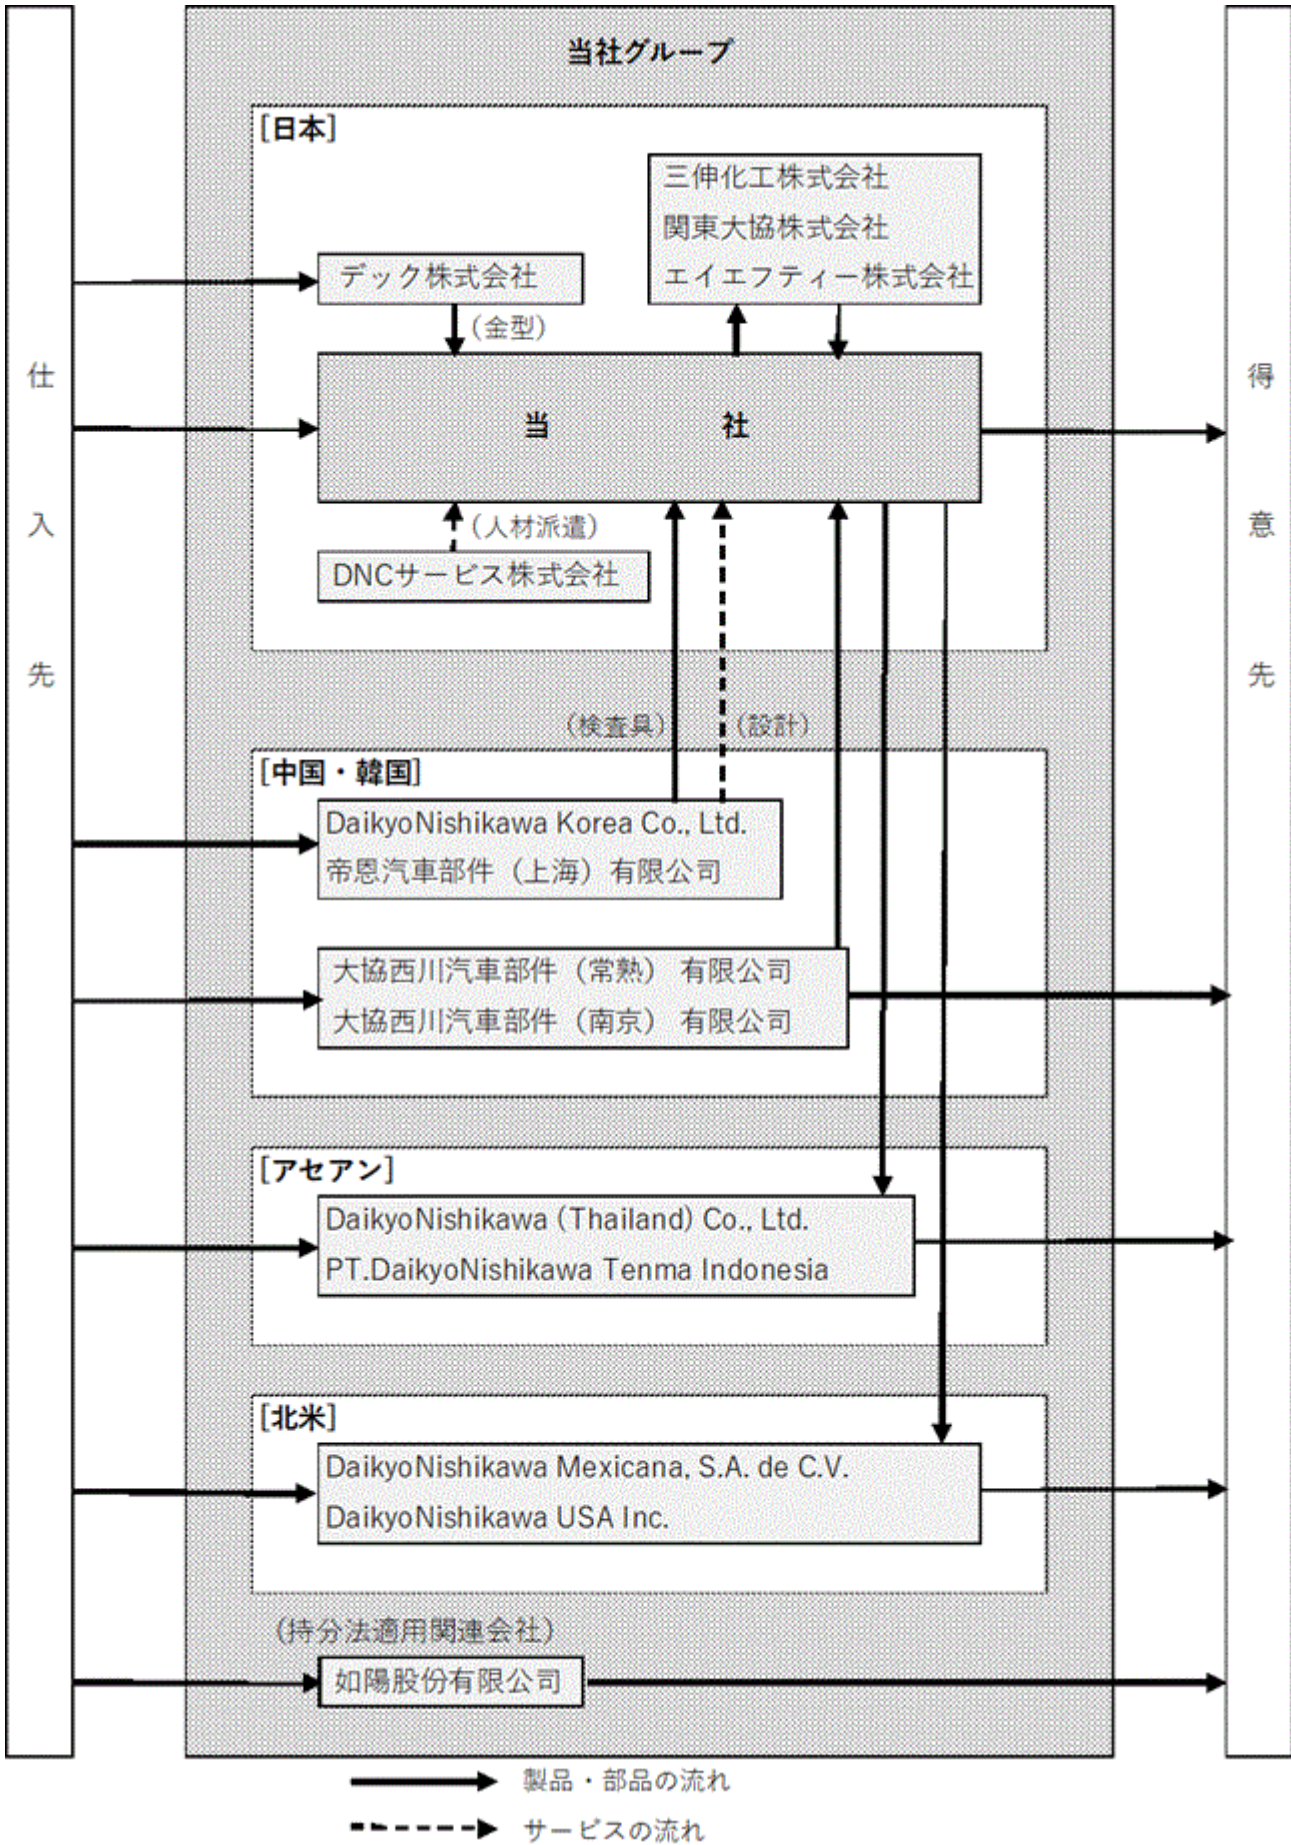 当社グループ
[日本]
三伸化工株式会社
関東大協株式会社
エイエフティー株式会社
デック株式会社
(金型)
仕入先
当社
得意先
(人材派遣)
DNCサービス株式会社
(検査具)
(設計)
[中国・韓国]
DaikyoNishikawa Korea Co., Ltd.
帝恩汽車部件（上海）有限公司
大協西川汽車部件（常熟） 有限公司
大協西川汽車部件（南京） 有限公司
[アセアン]
DaikyoNishikawa (Thailand) Co., Ltd.
PT.DaikyoNishikawa Tenma Indonesia
[北米]
DaikyoNishikawa Mexicana, S.A. de C.V.
DaikyoNishikawa USA Inc.
(持分法適用関連会社)
如陽股份有限公司
製品・部品の流れ
サービスの流れ